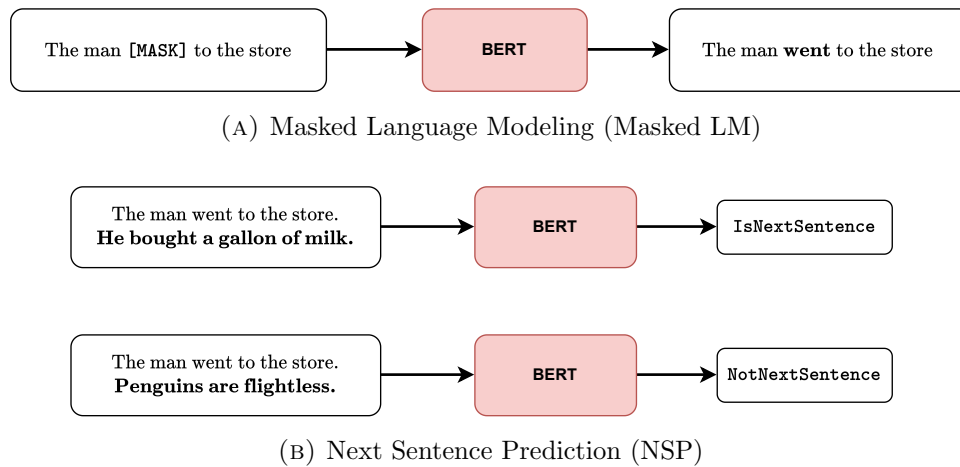 The man [MASK] to the store
BERT
The man went to the store
(A) Masked Language Modeling (Masked LM)
The man went to the store.
He bought a gallon of milk.
BERT
IsNextSentence
The man went to the store.
Penguins are flightless.
BERT
NotNextSentence
(B) Next Sentence Prediction (NSP)